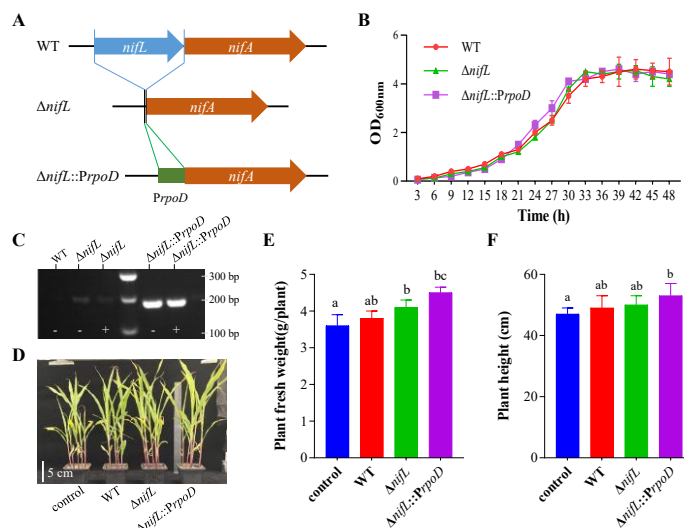 A
WT
nifL
nifA
ΔnifL
nifA
ΔnifL::PrpoD
nifA
PrpoD
B
WT
ΔnifL
ΔnifL::PrpoD
OD600nm
6
4
2
0
3 6 9 12 15 18 21 24 27 30 33 36 39 42 45 48
Time (h)
C
WT
ΔnifL
ΔnifL
ΔnifL::PrpoD
ΔnifL::PrpoD
300 bp
200 bp
100 bp
- - + - +
D
5 cm
control
WT
ΔnifL
ΔnifL::PrpoD
E
Plant fresh weight(g/plant)
5
4
3
2
1
0
a
ab
b
bc
control
WT
ΔnifL
ΔnifL::PrpoD
F
Plant height (cm)
60
40
20
0
a
ab
ab
b
control
WT
ΔnifL
ΔnifL::PrpoD